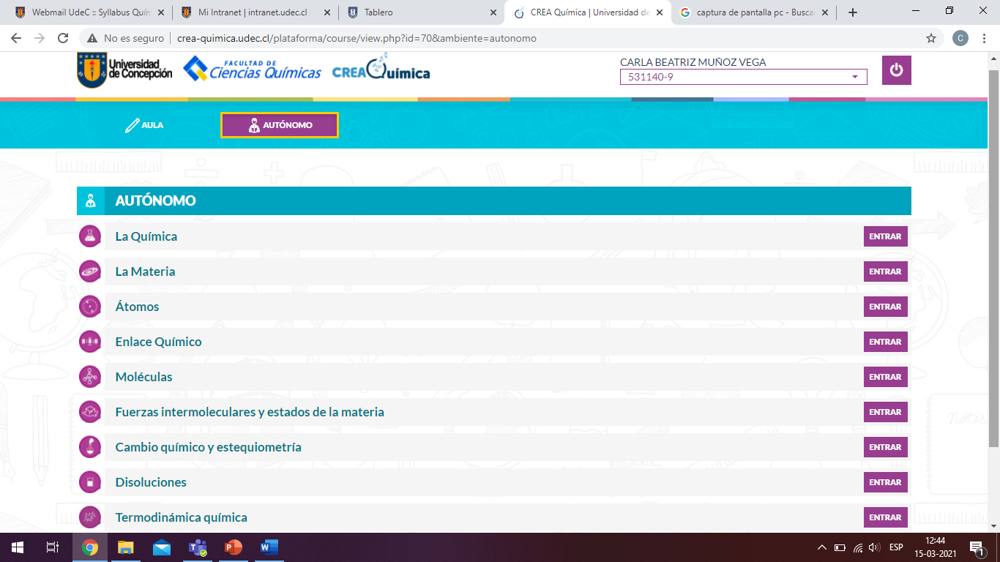 Webmail UdeC :: Syllabus Quím
Mi Intranet | intranet.udec.cl
Tablero
CREA Química | Universidad de
captura de pantalla pc - Busca
No es seguro
crea-quimica.udec.cl/plataforma/course/view.php?id=70&ambiente=autonomo
C
Universidad de Concepción
FACULTAD DE Ciencias Químicas
CREA Química
CARLA BEATRIZ MUÑOZ VEGA
531140-9
AULA
AUTÓNOMO
AUTÓNOMO
La Química ENTRAR
La Materia ENTRAR
Átomos ENTRAR
Enlace Químico ENTRAR
Moléculas ENTRAR
Fuerzas intermoleculares y estados de la materia ENTRAR
Cambio químico y estequiometría ENTRAR
Disoluciones ENTRAR
Termodinámica química ENTRAR
Notes
ESP
12:44
15-03-2021
1